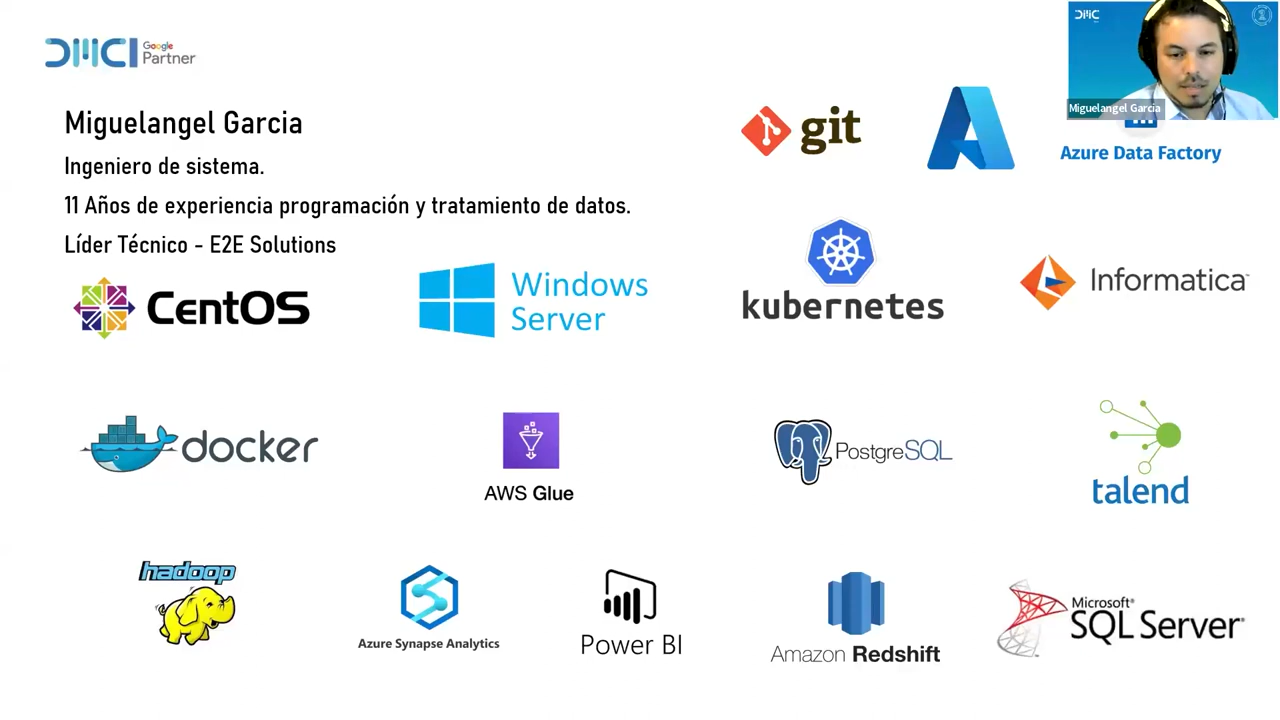 DMC
Google
Partner
DMC
Miguelangel Garcia
Miguelangel Garcia
Ingeniero de sistema.
11 Años de experiencia programación y tratamiento de datos.
Líder Técnico - E2E Solutions
git
Azure Data Factory
CentOS
Windows
Server
kubernetes
Informatica
docker
AWS Glue
PostgreSQL
talend
hadoop
Azure Synapse Analytics
Power BI
Amazon Redshift
Microsoft®
SQL Server®